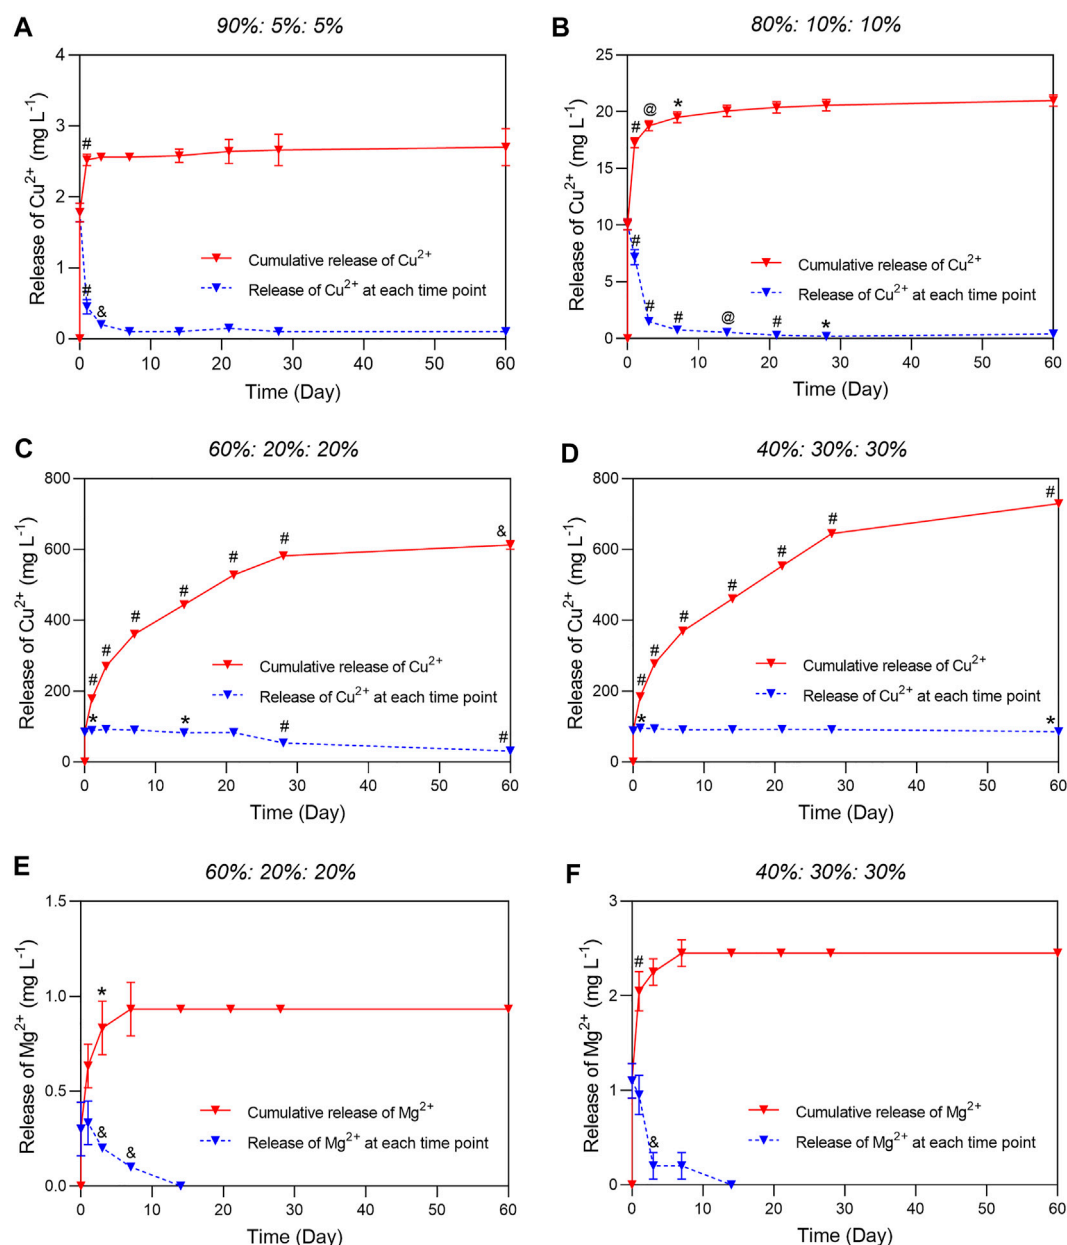 A
90%: 5%: 5%
Release of Cu²⁺ (mg L⁻¹)
4
3
2
1
0
#
#
&
Cumulative release of Cu²⁺
Release of Cu²⁺ at each time point
0 10 20 30 40 50 60
Time (Day)
B
80%: 10%: 10%
Release of Cu²⁺ (mg L⁻¹)
25
20
15
10
5
0
# @ *
#
# # @ # *
Cumulative release of Cu²⁺
Release of Cu²⁺ at each time point
0 10 20 30 40 50 60
Time (Day)
C
60%: 20%: 20%
Release of Cu²⁺ (mg L⁻¹)
800
600
400
200
0
# # # # # # &
* * # #
Cumulative release of Cu²⁺
Release of Cu²⁺ at each time point
0 10 20 30 40 50 60
Time (Day)
D
40%: 30%: 30%
Release of Cu²⁺ (mg L⁻¹)
800
600
400
200
0
# # # # # # #
* *
Cumulative release of Cu²⁺
Release of Cu²⁺ at each time point
0 10 20 30 40 50 60
Time (Day)
E
60%: 20%: 20%
Release of Mg²⁺ (mg L⁻¹)
1.5
1.0
0.5
0.0
*
& &
Cumulative release of Mg²⁺
Release of Mg²⁺ at each time point
0 10 20 30 40 50 60
Time (Day)
F
40%: 30%: 30%
Release of Mg²⁺ (mg L⁻¹)
3
2
1
0
#
&
Cumulative release of Mg²⁺
Release of Mg²⁺ at each time point
0 10 20 30 40 50 60
Time (Day)